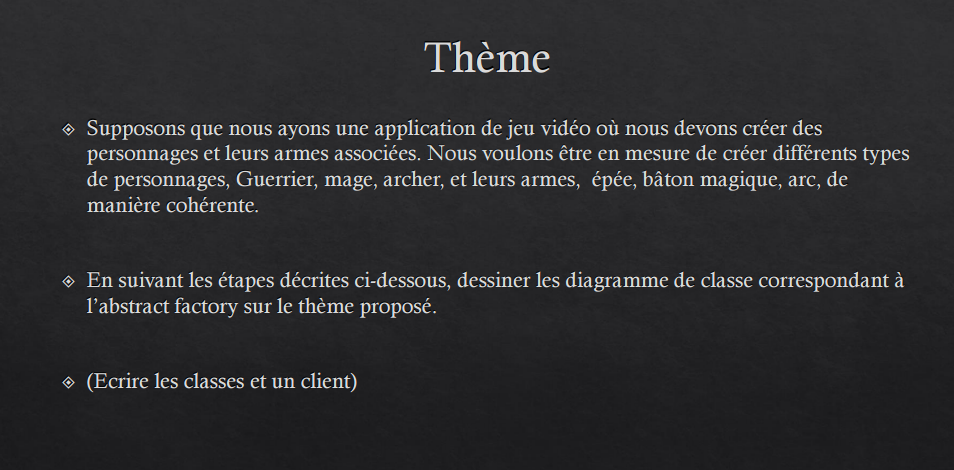 Thème
Supposons que nous ayons une application de jeu vidéo où nous devons créer des
personnages et leurs armes associées. Nous voulons être en mesure de créer différents types
de personnages, Guerrier, mage, archer, et leurs armes,  épée, bâton magique, arc, de
manière cohérente.
En suivant les étapes décrites ci-dessous, dessiner les diagramme de classe correspondant à
l’abstract factory sur le thème proposé.
(Ecrire les classes et un client)